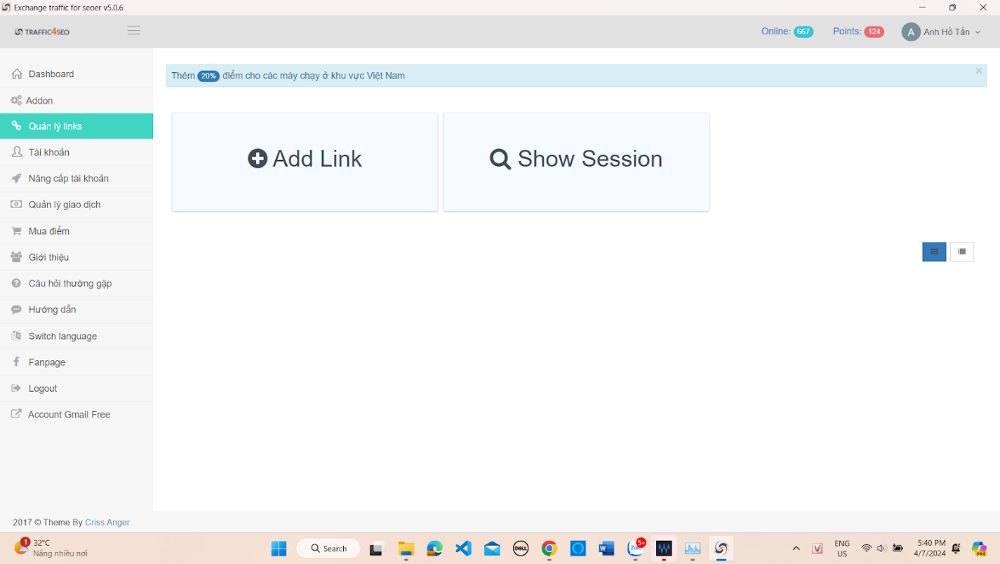 Exchange traffic for seoer v5.0.6
TRAFFIC4SEO
Online: 667
Points: 124
A
Anh Hồ Tấn
Dashboard
Addon
Quản lý links
Tài khoản
Nâng cấp tài khoản
Quản lý giao dịch
Mua điểm
Giới thiệu
Câu hỏi thường gặp
Hướng dẫn
Switch language
Fanpage
Logout
Account Gmail Free
Thêm 20% điểm cho các máy chạy ở khu vực Việt Nam
Add Link
Show Session
2017 © Theme By Criss Anger
1
32°C
Nắng nhiều nơi
Search
DELL
Zalo
5+
W
V
ENG
US
5:40 PM
4/7/2024
PRE